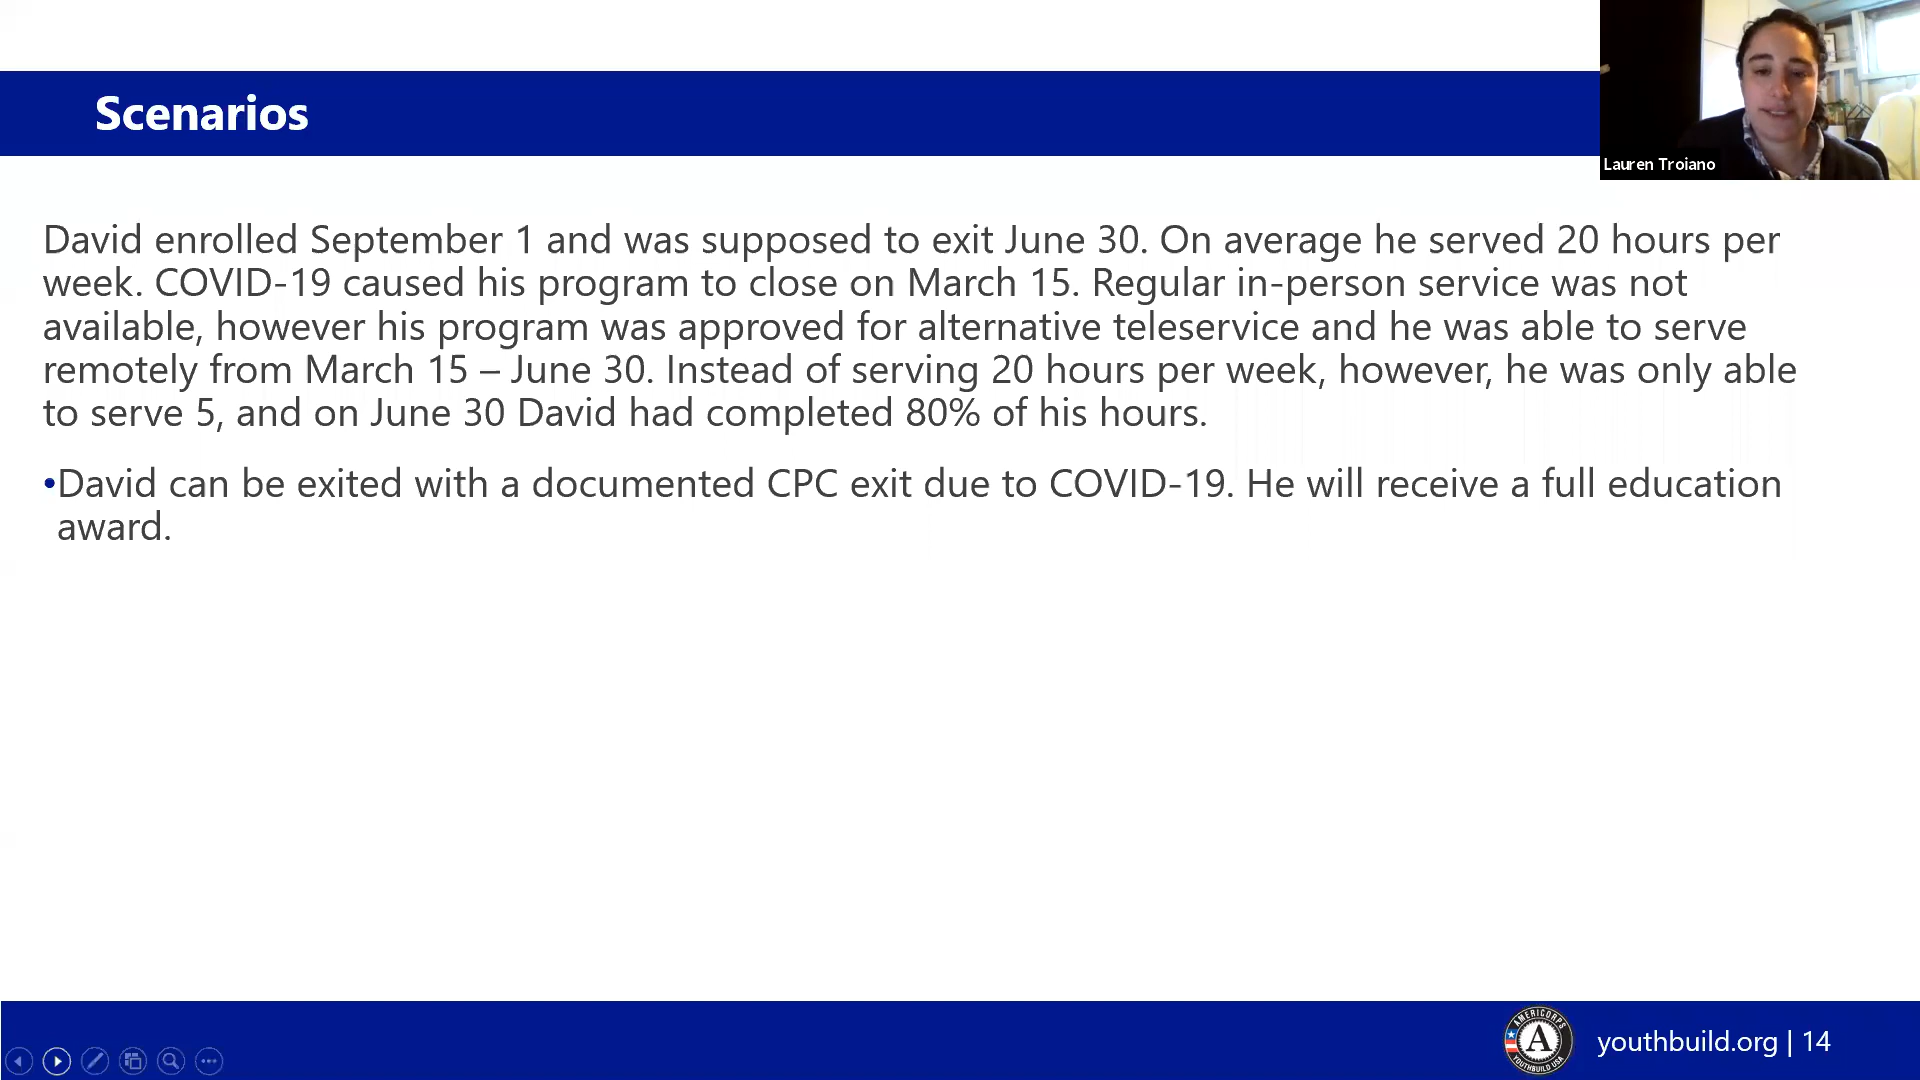 Scenarios
Lauren Troiano
David enrolled September 1 and was supposed to exit June 30. On average he served 20 hours per
week. COVID-19 caused his program to close on March 15. Regular in-person service was not
available, however his program was approved for alternative teleservice and he was able to serve
remotely from March 15 – June 30. Instead of serving 20 hours per week, however, he was only able
to serve 5, and on June 30 David had completed 80% of his hours.
•David can be exited with a documented CPC exit due to COVID-19. He will receive a full education
award.
AMERICORPS
A
YOUTHBUILD USA
youthbuild.org | 14